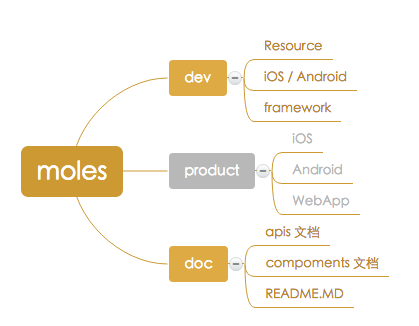 moles
dev
Resource
iOS / Android
framework
product
iOS
Android
WebApp
doc
apis 文档
compoments 文档
README.MD